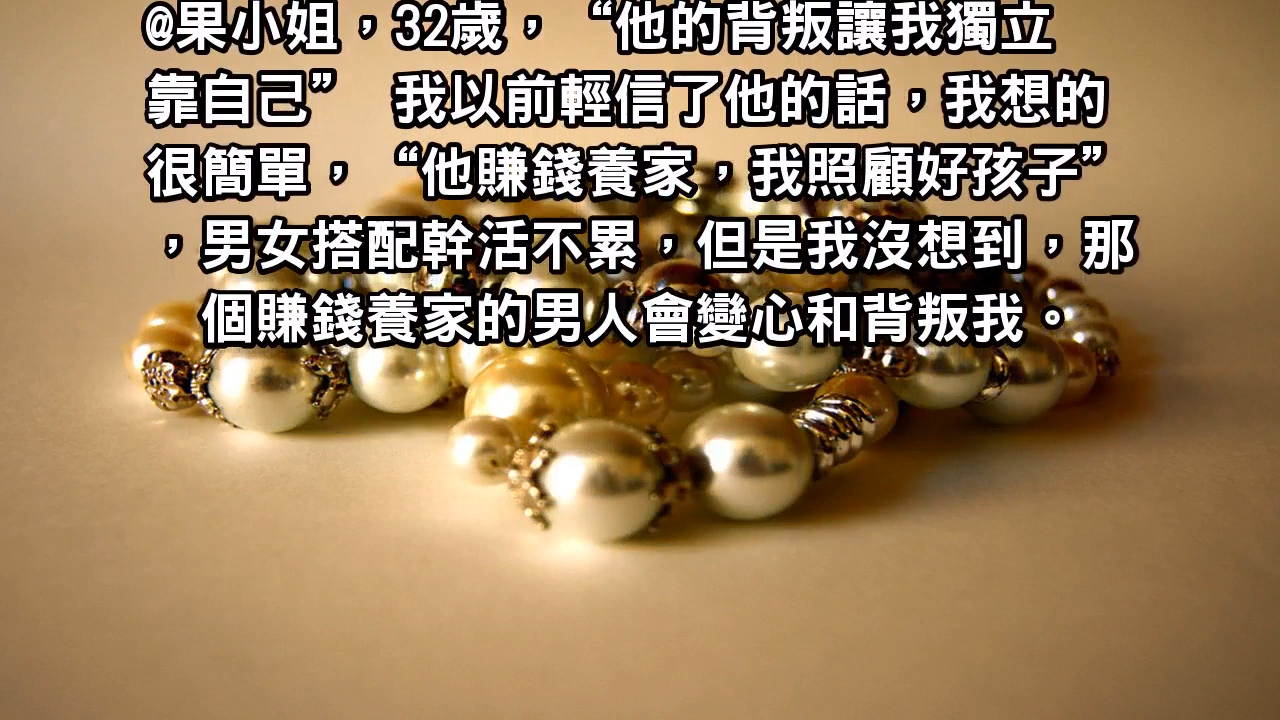 @果小姐，32歲，“他的背叛讓我獨立
靠自己” 我以前輕信了他的話，我想的
很簡單，“他賺錢養家，我照顧好孩子”
，男女搭配幹活不累，但是我沒想到，那
個賺錢養家的男人會變心和背叛我。